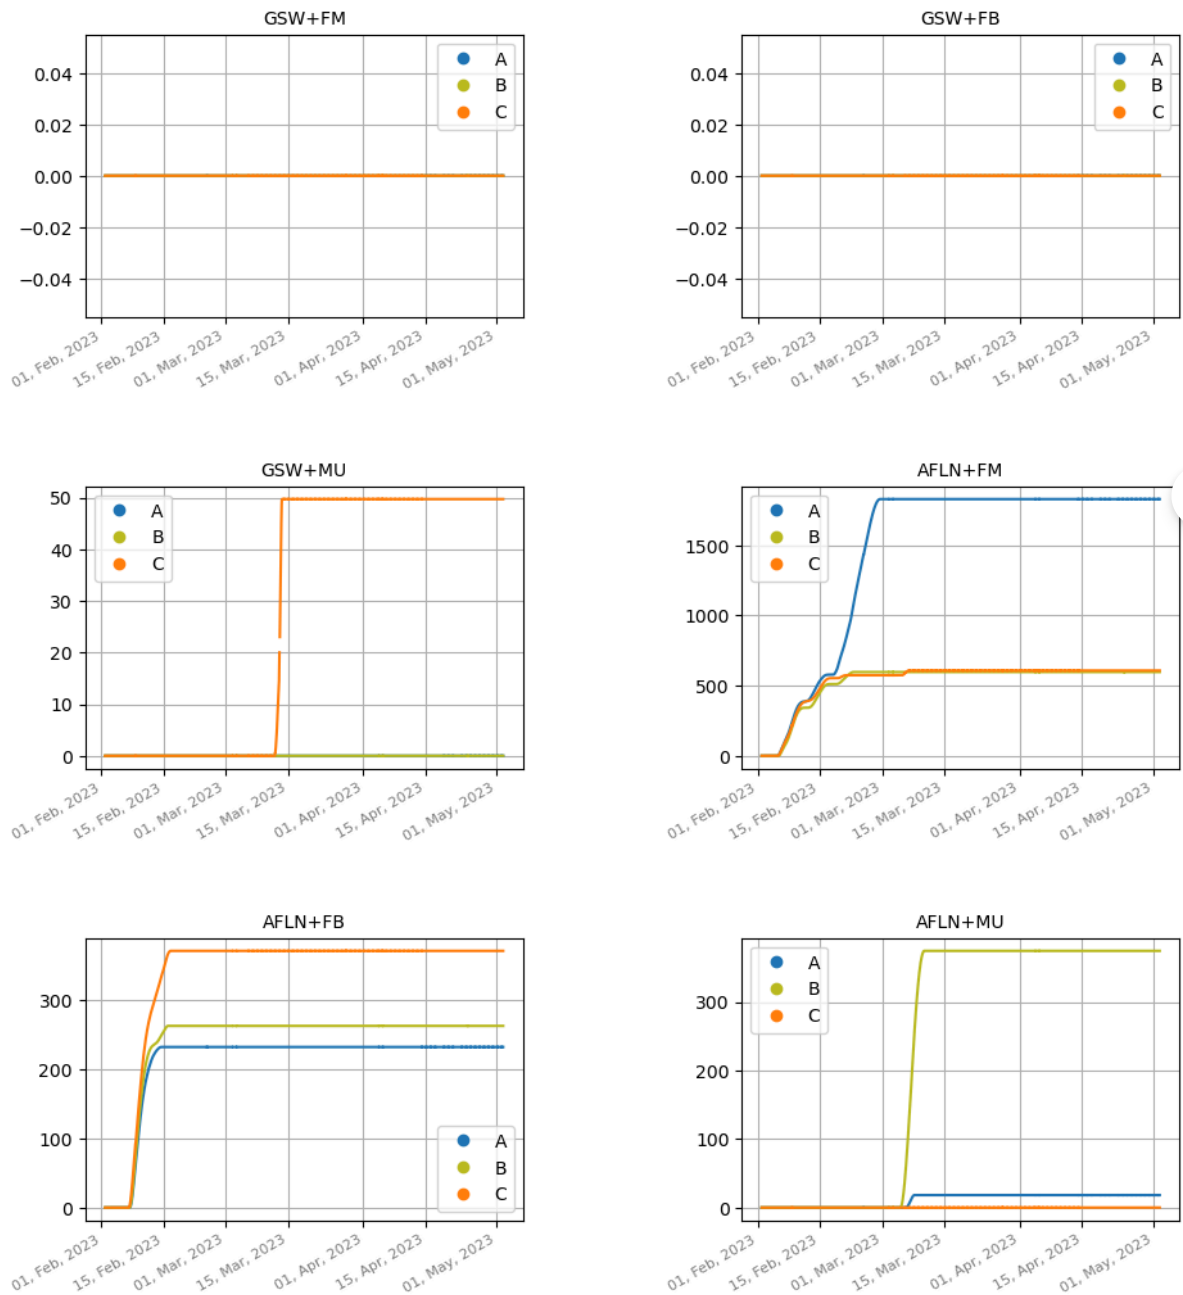 GSW+FM
0.04
0.02
0.00
−0.02
−0.04
A
B
C
01, Feb, 2023
15, Feb, 2023
01, Mar, 2023
15, Mar, 2023
01, Apr, 2023
15, Apr, 2023
01, May, 2023
GSW+FB
0.04
0.02
0.00
−0.02
−0.04
A
B
C
01, Feb, 2023
15, Feb, 2023
01, Mar, 2023
15, Mar, 2023
01, Apr, 2023
15, Apr, 2023
01, May, 2023
GSW+MU
50
40
30
20
10
0
A
B
C
01, Feb, 2023
15, Feb, 2023
01, Mar, 2023
15, Mar, 2023
01, Apr, 2023
15, Apr, 2023
01, May, 2023
AFLN+FM
1500
1000
500
0
A
B
C
01, Feb, 2023
15, Feb, 2023
01, Mar, 2023
15, Mar, 2023
01, Apr, 2023
15, Apr, 2023
01, May, 2023
AFLN+FB
300
200
100
0
A
B
C
01, Feb, 2023
15, Feb, 2023
01, Mar, 2023
15, Mar, 2023
01, Apr, 2023
15, Apr, 2023
01, May, 2023
AFLN+MU
300
200
100
0
A
B
C
01, Feb, 2023
15, Feb, 2023
01, Mar, 2023
15, Mar, 2023
01, Apr, 2023
15, Apr, 2023
01, May, 2023